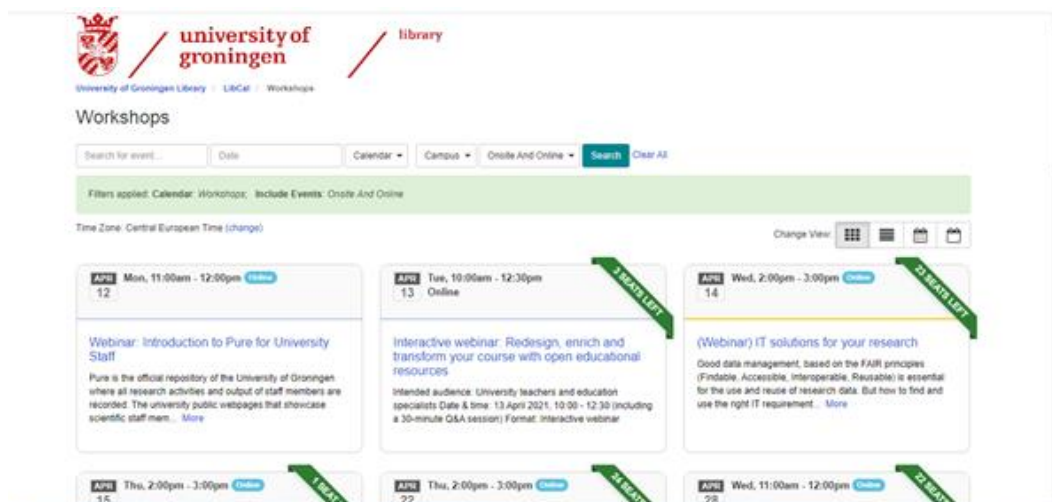 university of
groningen
library
University of Groningen Library / LibCal / Workshops
Workshops
Search for event...
Date
Calendar
Campus
Onsite And Online
Search
Clear All
Filters applied: Calendar: Workshops; Include Events: Onsite And Online
Time Zone: Central European Time (change)
Change View:
APR
12
Mon, 11:00am - 12:00pm Online
Webinar: Introduction to Pure for University
Staff
Pure is the official repository of the University of Groningen
where all research activities and output of staff members are
recorded. The university public webpages that showcase
scientific staff mem... More
APR
13
Tue, 10:00am - 12:30pm
Online
3 SEATS LEFT
Interactive webinar: Redesign, enrich and
transform your course with open educational
resources
Intended audience: University teachers and education
specialists Date & time: 13 April 2021, 10:00 - 12:30 (including
a 30-minute Q&A session) Format: Interactive webinar
APR
14
Wed, 2:00pm - 3:00pm Online
23 SEATS LEFT
(Webinar) IT solutions for your research
Good data management, based on the FAIR principles
(Findable, Accessible, Interoperable, Reusable) is essential
for the use and reuse of research data. But how to find and
use the right IT requirement... More
APR
15
Thu, 2:00pm - 3:00pm Online
1 SEAT
APR
22
Thu, 2:00pm - 3:00pm Online
24 SEATS
APR
28
Wed, 11:00am - 12:00pm Online
22 SEATS